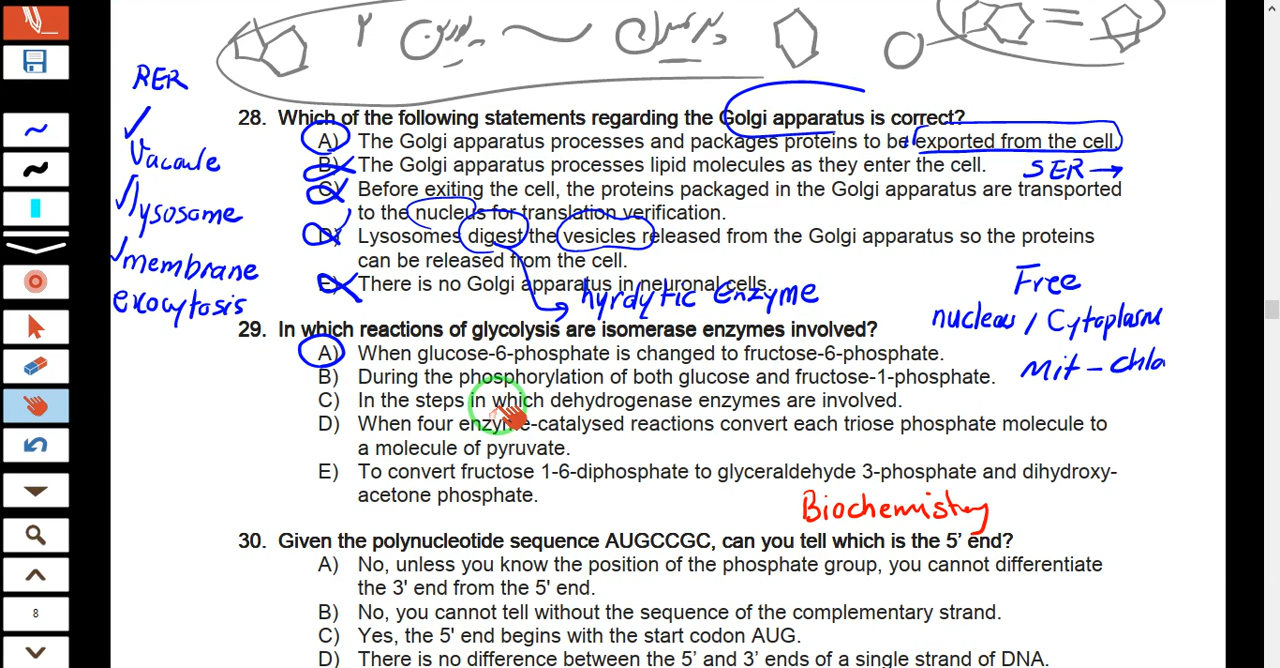 بيورين ~ بايرميدين =
RER
28. Which of the following statements regarding the Golgi apparatus is correct?
A) The Golgi apparatus processes and packages proteins to be exported from the cell.
Vacoule
B) The Golgi apparatus processes lipid molecules as they enter the cell.
SER →
C) Before exiting the cell, the proteins packaged in the Golgi apparatus are transported
lysosome
to the nucleus for translation verification.
D) Lysosomes digest the vesicles released from the Golgi apparatus so the proteins
can be released from the cell.
membrane
E) There is no Golgi apparatus in neuronal cells.
Free
exocytosis
hyrdlytic Enzyme
nucleus / Cytoplasm
29. In which reactions of glycolysis are isomerase enzymes involved?
A) When glucose-6-phosphate is changed to fructose-6-phosphate.
Mit - chlo
B) During the phosphorylation of both glucose and fructose-1-phosphate.
C) In the steps in which dehydrogenase enzymes are involved.
D) When four enzyme-catalysed reactions convert each triose phosphate molecule to
a molecule of pyruvate.
E) To convert fructose 1-6-diphosphate to glyceraldehyde 3-phosphate and dihydroxy-
acetone phosphate.
Biochemistry
30. Given the polynucleotide sequence AUGCCGC, can you tell which is the 5’ end?
A) No, unless you know the position of the phosphate group, you cannot differentiate
the 3' end from the 5' end.
B) No, you cannot tell without the sequence of the complementary strand.
8
C) Yes, the 5' end begins with the start codon AUG.
D) There is no difference between the 5’ and 3’ ends of a single strand of DNA.